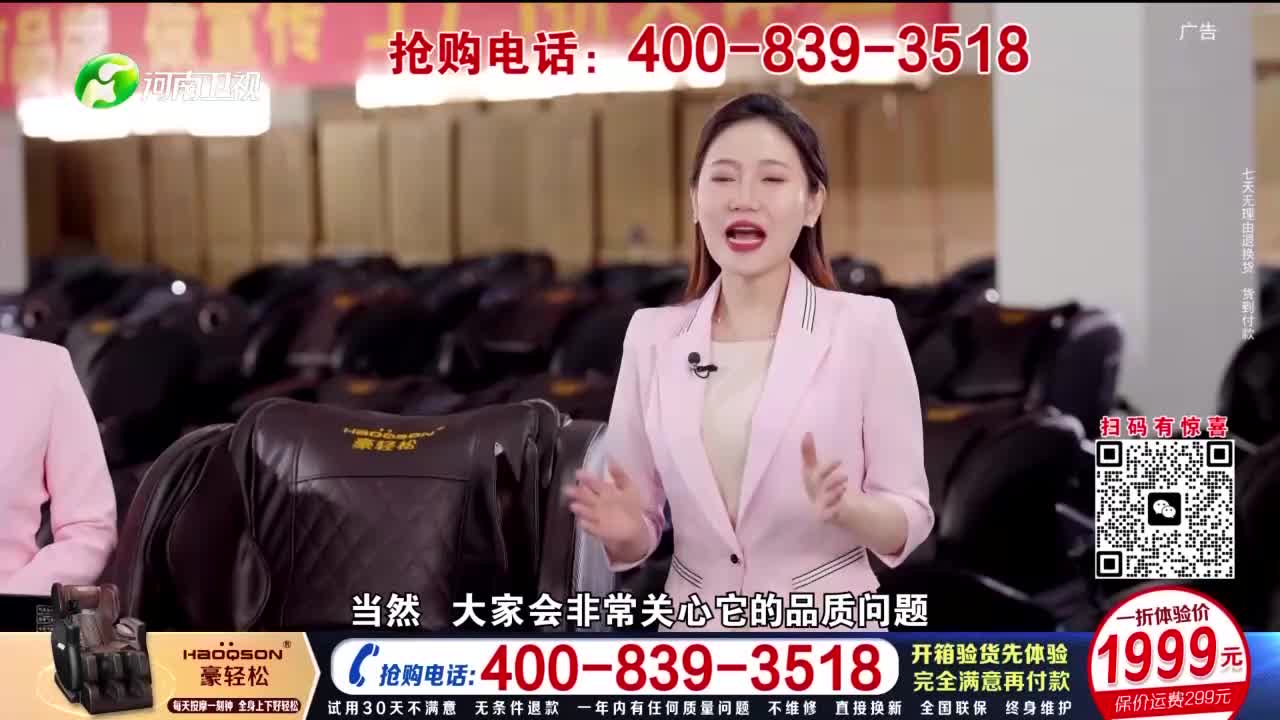 抢购电话：400-839-3518
广告
河南卫视
七天无理由退换货 货到付款
HAOQSON
豪轻松
扫码有惊喜
当然 大家会非常关心它的品质问题
HAOQSON®
豪轻松
每天按摩一刻钟 全身上下好轻松
抢购电话:400-839-3518
开箱验货先体验
完全满意再付款
一折体验价
1999元
保价运费299元
试用30天不满意 无条件退款 一年内有任何质量问题 不维修 直接换新 全国联保 终身维护